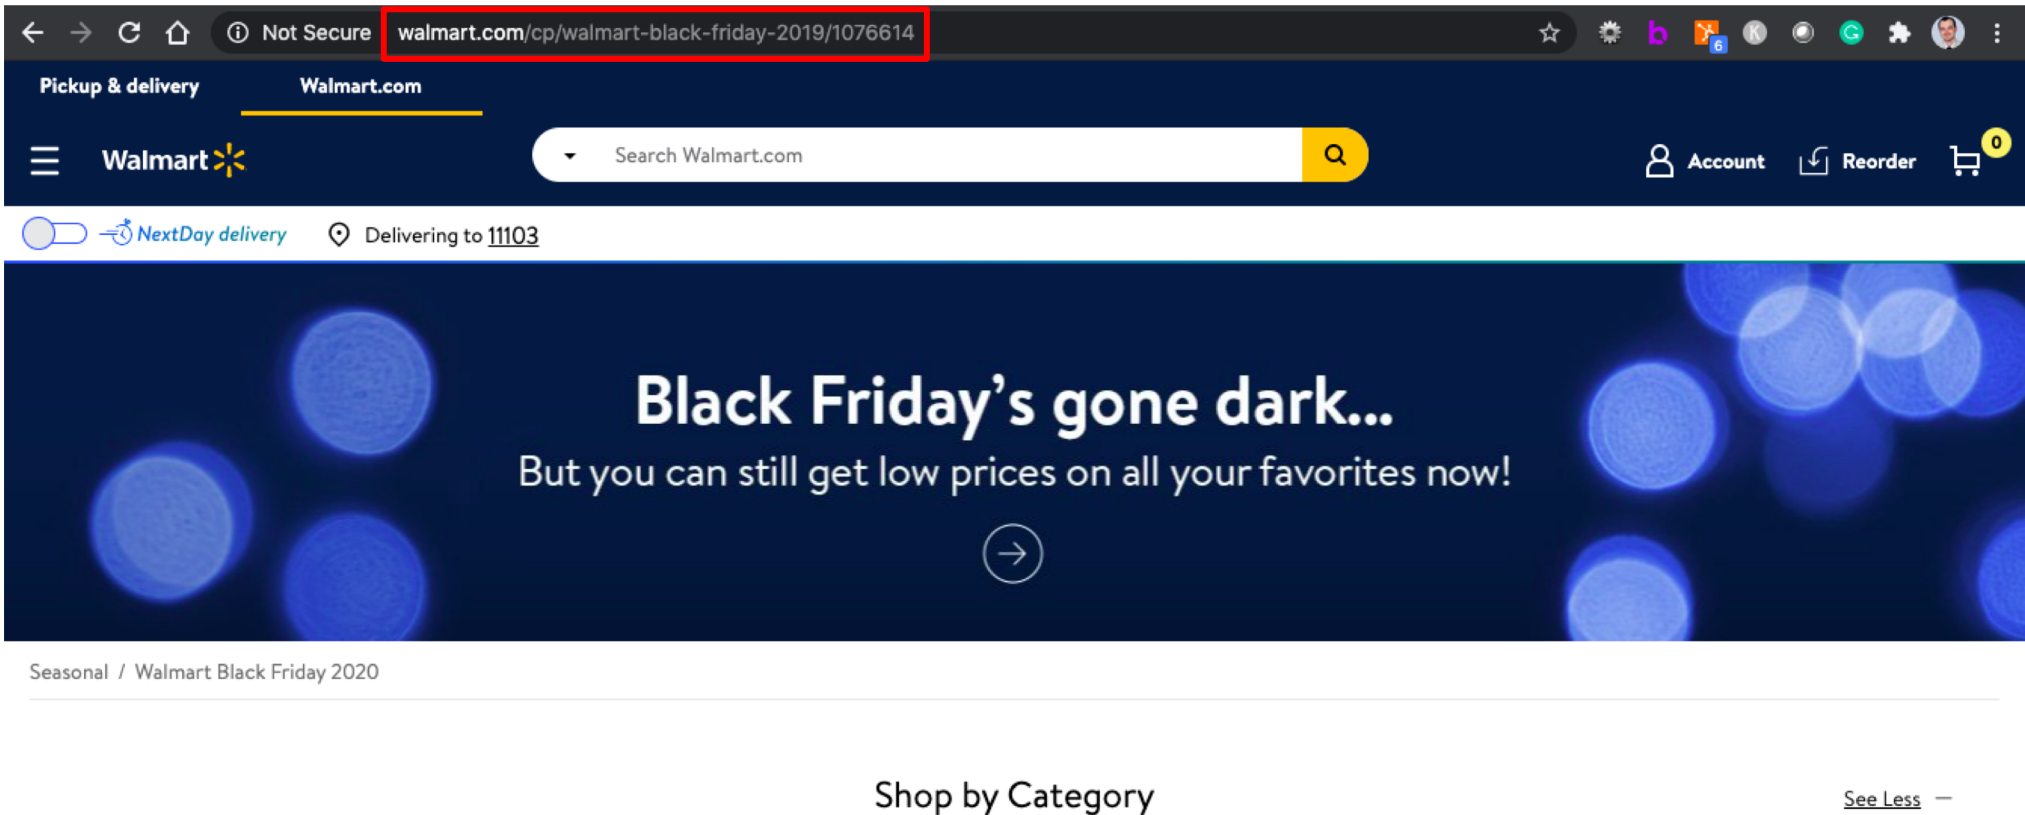 Not Secure walmart.com/cp/walmart-black-friday-2019/1076614
b 6 K G
Pickup & delivery Walmart.com
Walmart Search Walmart.com Account Reorder 0
NextDay delivery Delivering to 11103
Black Friday's gone dark...
But you can still get low prices on all your favorites now!
Seasonal / Walmart Black Friday 2020
Shop by Category See Less